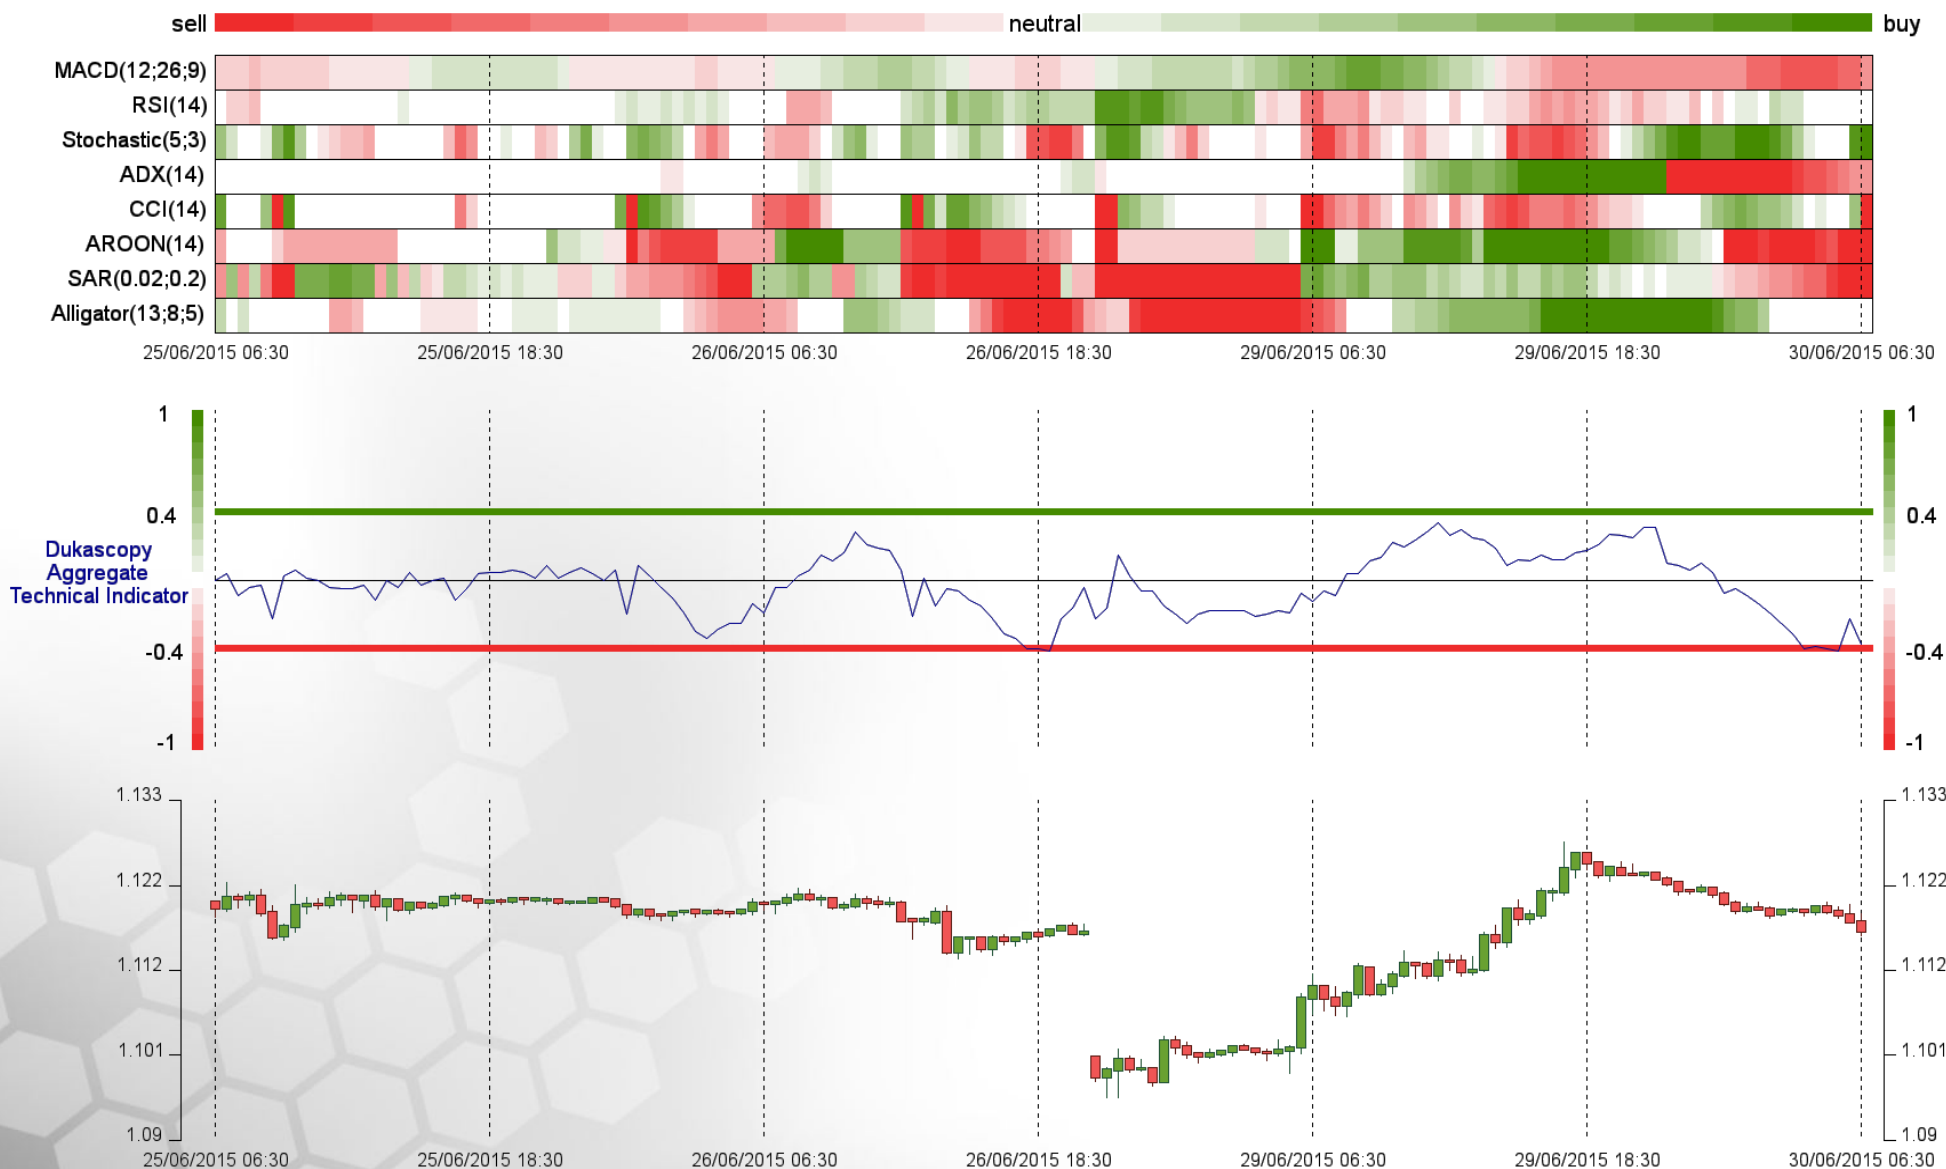 sell neutral buy
MACD(12;26;9)
RSI(14)
Stochastic(5;3)
ADX(14)
CCI(14)
AROON(14)
SAR(0.02;0.2)
Alligator(13;8;5)
25/06/2015 06:30 25/06/2015 18:30 26/06/2015 06:30 26/06/2015 18:30 29/06/2015 06:30 29/06/2015 18:30 30/06/2015 06:30
1 1
0.4 0.4
Dukascopy
Aggregate
Technical Indicator
-0.4 -0.4
-1 -1
1.133 1.133
1.122 1.122
1.112 1.112
1.101 1.101
1.09 1.09
25/06/2015 06:30 25/06/2015 18:30 26/06/2015 06:30 26/06/2015 18:30 29/06/2015 06:30 29/06/2015 18:30 30/06/2015 06:30